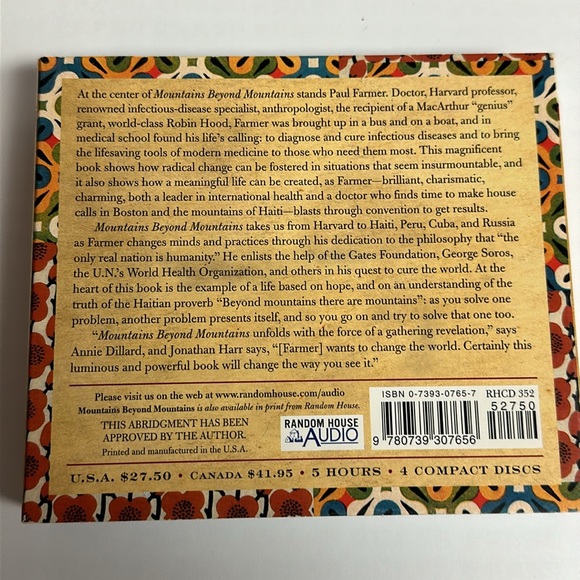 At the center of Mountains Beyond Mountains stands Paul Farmer. Doctor, Harvard professor,
renowned infectious-disease specialist, anthropologist, the recipient of a MacArthur “genius”
grant, world-class Robin Hood, Farmer was brought up in a bus and on a boat, and in
medical school found his life’s calling: to diagnose and cure infectious diseases and to bring
the lifesaving tools of modern medicine to those who need them most. This magnificent
book shows how radical change can be fostered in situations that seem insurmountable, and
it also shows how a meaningful life can be created, as Farmer—brilliant, charismatic,
charming, both a leader in international health and a doctor who finds time to make house
calls in Boston and the mountains of Haiti—blasts through convention to get results.
Mountains Beyond Mountains takes us from Harvard to Haiti, Peru, Cuba, and Russia
as Farmer changes minds and practices through his dedication to the philosophy that “the
only real nation is humanity.” He enlists the help of the Gates Foundation, George Soros,
the U.N.’s World Health Organization, and others in his quest to cure the world. At the
heart of this book is the example of a life based on hope, and on an understanding of the
truth of the Haitian proverb “Beyond mountains there are mountains”: as you solve one
problem, another problem presents itself, and so you go on and try to solve that one too.
“Mountains Beyond Mountains unfolds with the force of a gathering revelation,” says
Annie Dillard, and Jonathan Harr says, “[Farmer] wants to change the world. Certainly this
luminous and powerful book will change the way you see it.”
Please visit us on the web at www.randomhouse.com/audio
Mountains Beyond Mountains is also available in print from Random House.
THIS ABRIDGMENT HAS BEEN
APPROVED BY THE AUTHOR.
Printed and manufactured in the U.S.A.
RANDOM HOUSE
AUDIO
ISBN 0-7393-0765-7
RHCD 352
52750
9 780739 307656
U.S.A. $27.50 • CANADA $41.95 • 5 HOURS • 4 COMPACT DISCS